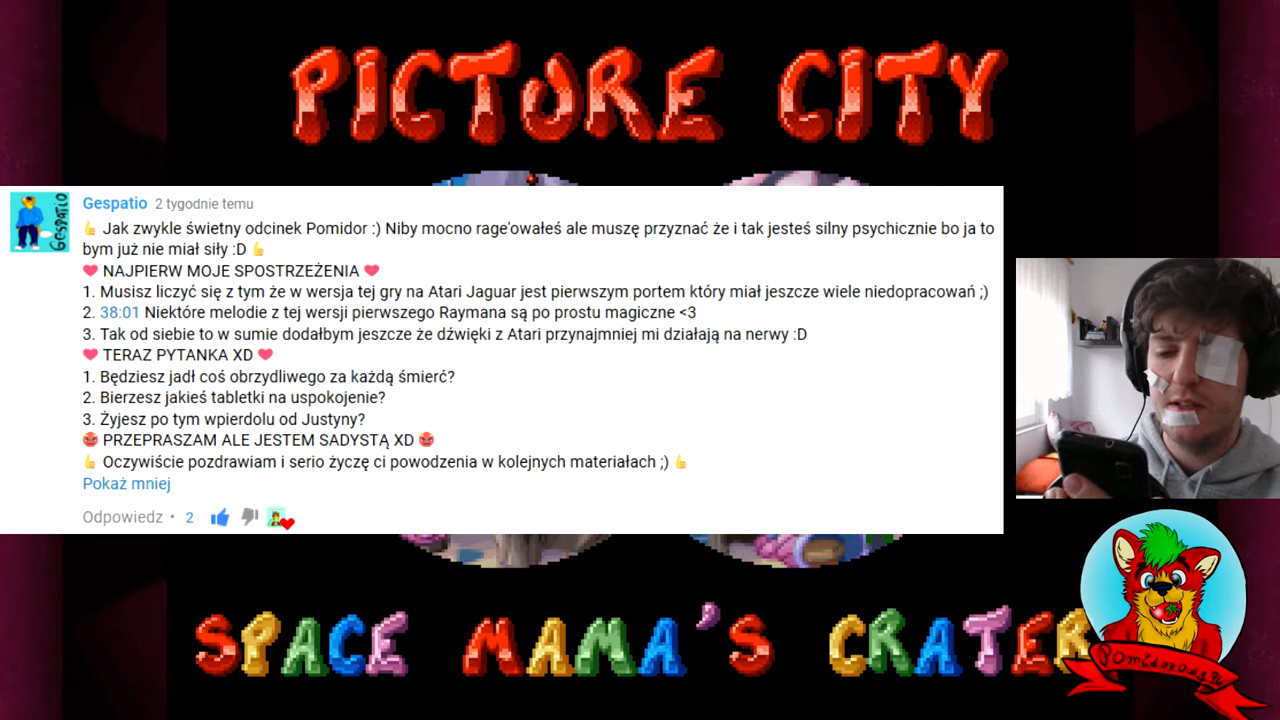 PICTURE CITY
Gespatio 2 tygodnie temu
GESPATIO
👍 Jak zwykle świetny odcinek Pomidor :) Niby mocno rage'owałeś ale muszę przyznać że i tak jesteś silny psychicznie bo ja to
bym już nie miał siły :D 👍
❤ NAJPIERW MOJE SPOSTRZEŻENIA ❤
1. Musisz liczyć się z tym że w wersja tej gry na Atari Jaguar jest pierwszym portem który miał jeszcze wiele niedopracowań ;)
2. 38:01 Niektóre melodie z tej wersji pierwszego Raymana są po prostu magiczne <3
3. Tak od siebie to w sumie dodałbym jeszcze że dźwięki z Atari przynajmniej mi działają na nerwy :D
❤ TERAZ PYTANKA XD ❤
1. Będziesz jadł coś obrzydliwego za każdą śmierć?
2. Bierzesz jakieś tabletki na uspokojenie?
3. Żyjesz po tym wpierdolu od Justyny?
😡 PRZEPRASZAM ALE JESTEM SADYSTĄ XD 😡
👍 Oczywiście pozdrawiam i serio życzę ci powodzenia w kolejnych materiałach ;) 👍
Pokaż mniej
Odpowiedz • 2
SPACE MAMA'S CRATER